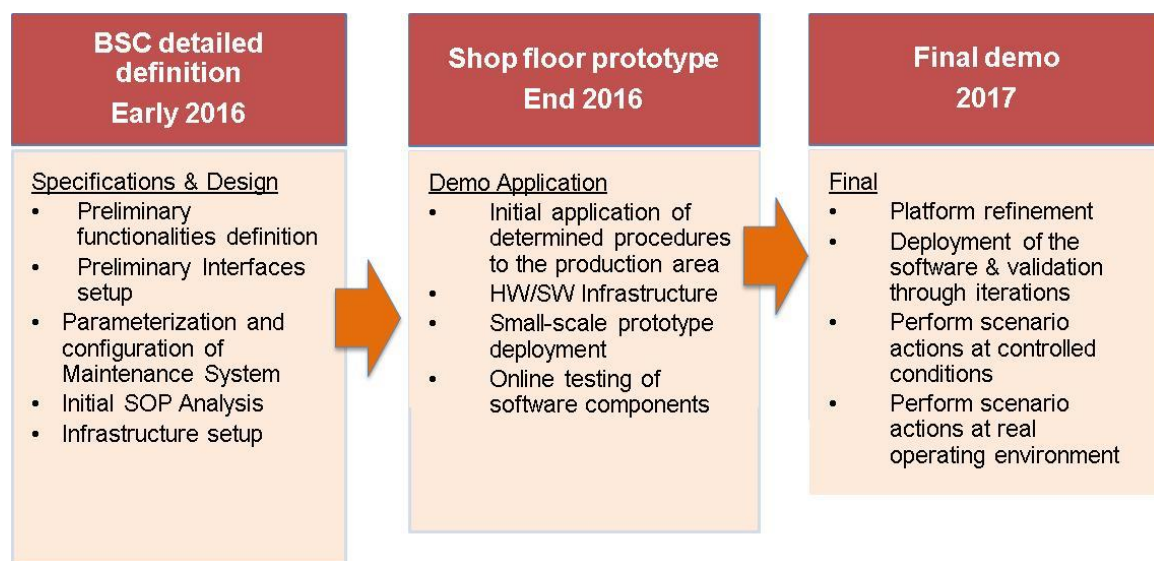 BSC detailed
definition
Early 2016
Specifications & Design
• Preliminary
functionalities definition
• Preliminary Interfaces
setup
• Parameterization and
configuration of
Maintenance System
• Initial SOP Analysis
• Infrastructure setup
Shop floor prototype
End 2016
Demo Application
• Initial application of
determined procedures
to the production area
• HW/SW Infrastructure
• Small-scale prototype
deployment
• Online testing of
software components
Final demo
2017
Final
• Platform refinement
• Deployment of the
software & validation
through iterations
• Perform scenario
actions at controlled
conditions
• Perform scenario
actions at real
operating environment